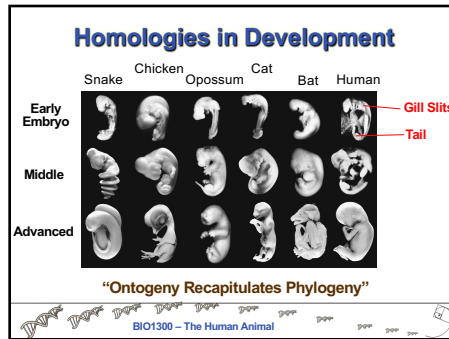 Homologies in Development
Snake Chicken Opossum Cat Bat Human
Early
Embryo
Gill Slits
Tail
Middle
Advanced
“Ontogeny Recapitulates Phylogeny”
BIO1300 – The Human Animal